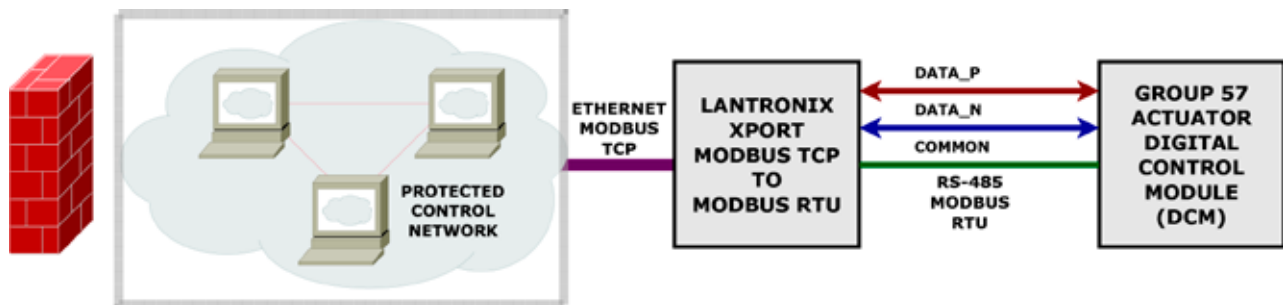 PROTECTED
CONTROL
NETWORK
ETHERNET
MODBUS
TCP
LANTRONIX
XPORT
MODBUS TCP
TO
MODBUS RTU
DATA_P
DATA_N
COMMON
RS-485
MODBUS
RTU
GROUP 57
ACTUATOR
DIGITAL
CONTROL
MODULE
(DCM)